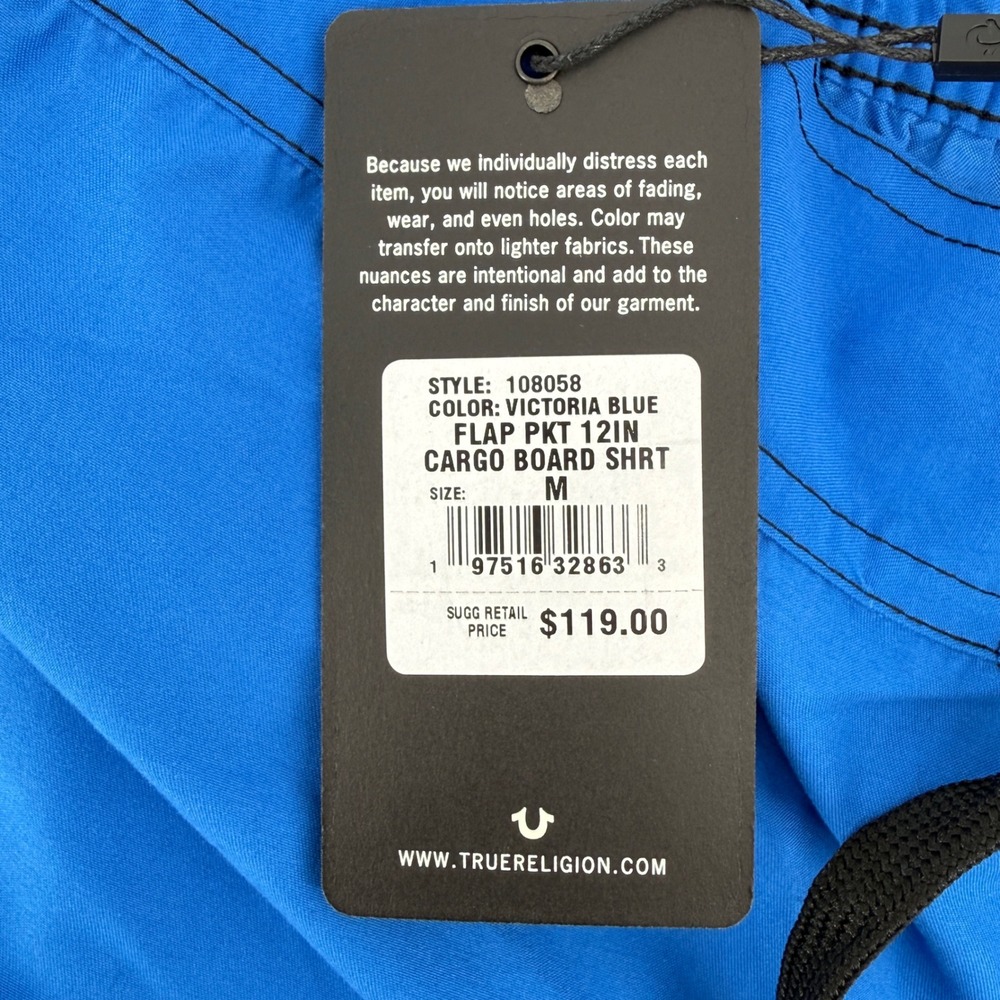 Because we individually distress each
item, you will notice areas of fading,
wear, and even holes. Color may
transfer onto lighter fabrics. These
nuances are intentional and add to the
character and finish of our garment.
STYLE: 108058
COLOR: VICTORIA BLUE
FLAP PKT 12IN
CARGO BOARD SHRT
SIZE: M
1 97516 32863 3
SUGG RETAIL
PRICE $119.00
WWW.TRUERELIGION.COM